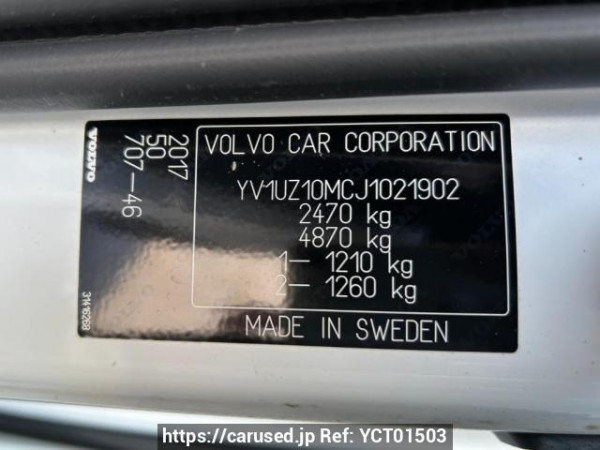 VOLVO
2017
50
707-46
31416268
VOLVO CAR CORPORATION
YV1UZ10MCJ1021902
2470 kg
4870 kg
1- 1210 kg
2- 1260 kg
MADE IN SWEDEN
https://carused.jp Ref: YCT01503